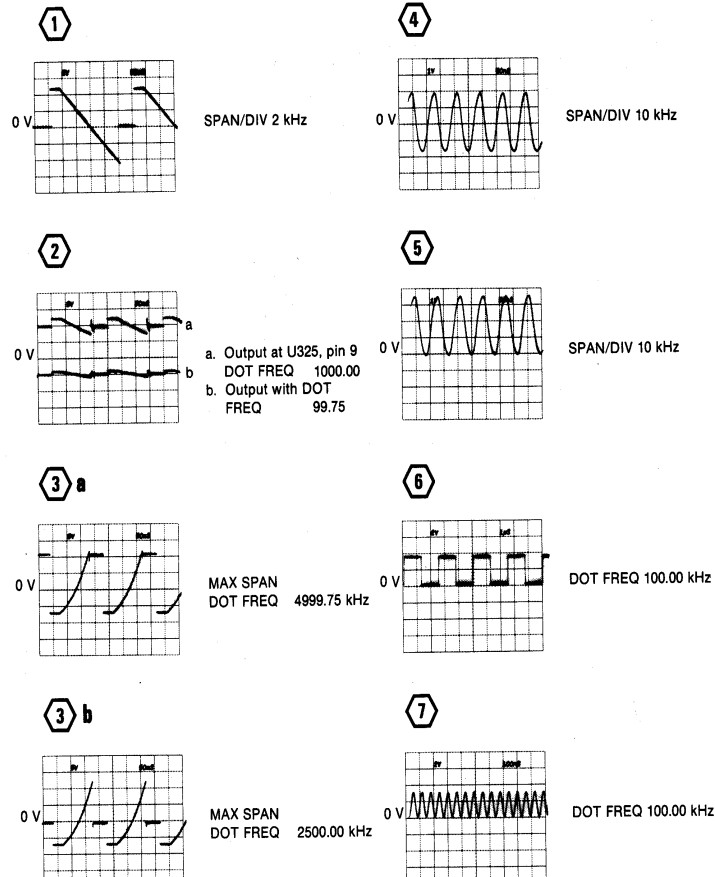 1
0 V
SPAN/DIV 2 kHz
2
0 V
a
b
a. Output at U325, pin 9
DOT FREQ 1000.00
b. Output with DOT
FREQ 99.75
3 a
0 V
MAX SPAN
DOT FREQ 4999.75 kHz
3 b
0 V
MAX SPAN
DOT FREQ 2500.00 kHz
4
1V
0 V
SPAN/DIV 10 kHz
5
0 V
SPAN/DIV 10 kHz
6
0 V
DOT FREQ 100.00 kHz
7
0 V
DOT FREQ 100.00 kHz